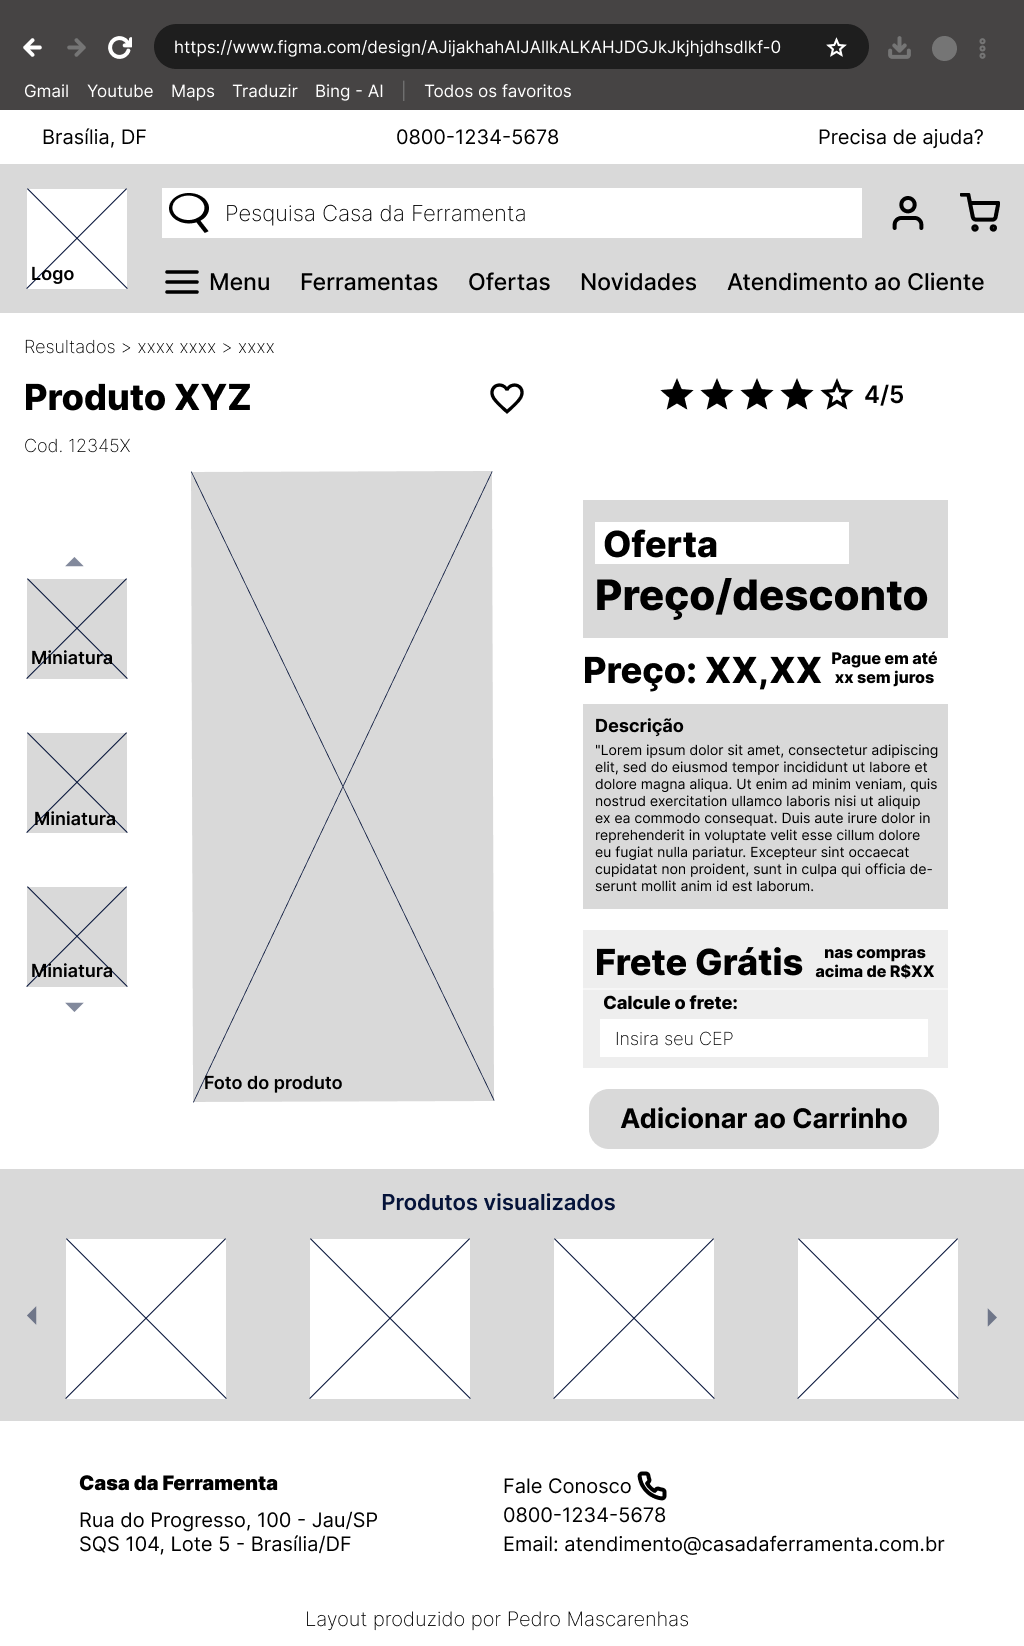 https://www.figma.com/design/AJijakhahAIJAllkALKAHJDGJkJkjhjdhsdlkf-0
Gmail Youtube Maps Traduzir Bing - AI | Todos os favoritos
Brasília, DF 0800-1234-5678 Precisa de ajuda?
Logo
Pesquisa Casa da Ferramenta
Menu Ferramentas Ofertas Novidades Atendimento ao Cliente
Resultados > xxxx xxxx > xxxx
Produto XYZ
4/5
Cod. 12345X
Miniatura
Miniatura
Miniatura
Foto do produto
Oferta
Preço/desconto
Preço: XX,XX
Pague em até
xx sem juros
Descrição
"Lorem ipsum dolor sit amet, consectetur adipiscing
elit, sed do eiusmod tempor incididunt ut labore et
dolore magna aliqua. Ut enim ad minim veniam, quis
nostrud exercitation ullamco laboris nisi ut aliquip
ex ea commodo consequat. Duis aute irure dolor in
reprehenderit in voluptate velit esse cillum dolore
eu fugiat nulla pariatur. Excepteur sint occaecat
cupidatat non proident, sunt in culpa qui officia de-
serunt mollit anim id est laborum.
Frete Grátis
nas compras
acima de R$XX
Calcule o frete:
Insira seu CEP
Adicionar ao Carrinho
Produtos visualizados
Casa da Ferramenta
Rua do Progresso, 100 - Jau/SP
SQS 104, Lote 5 - Brasília/DF
Fale Conosco
0800-1234-5678
Email: atendimento@casadaferramenta.com.br
Layout produzido por Pedro Mascarenhas